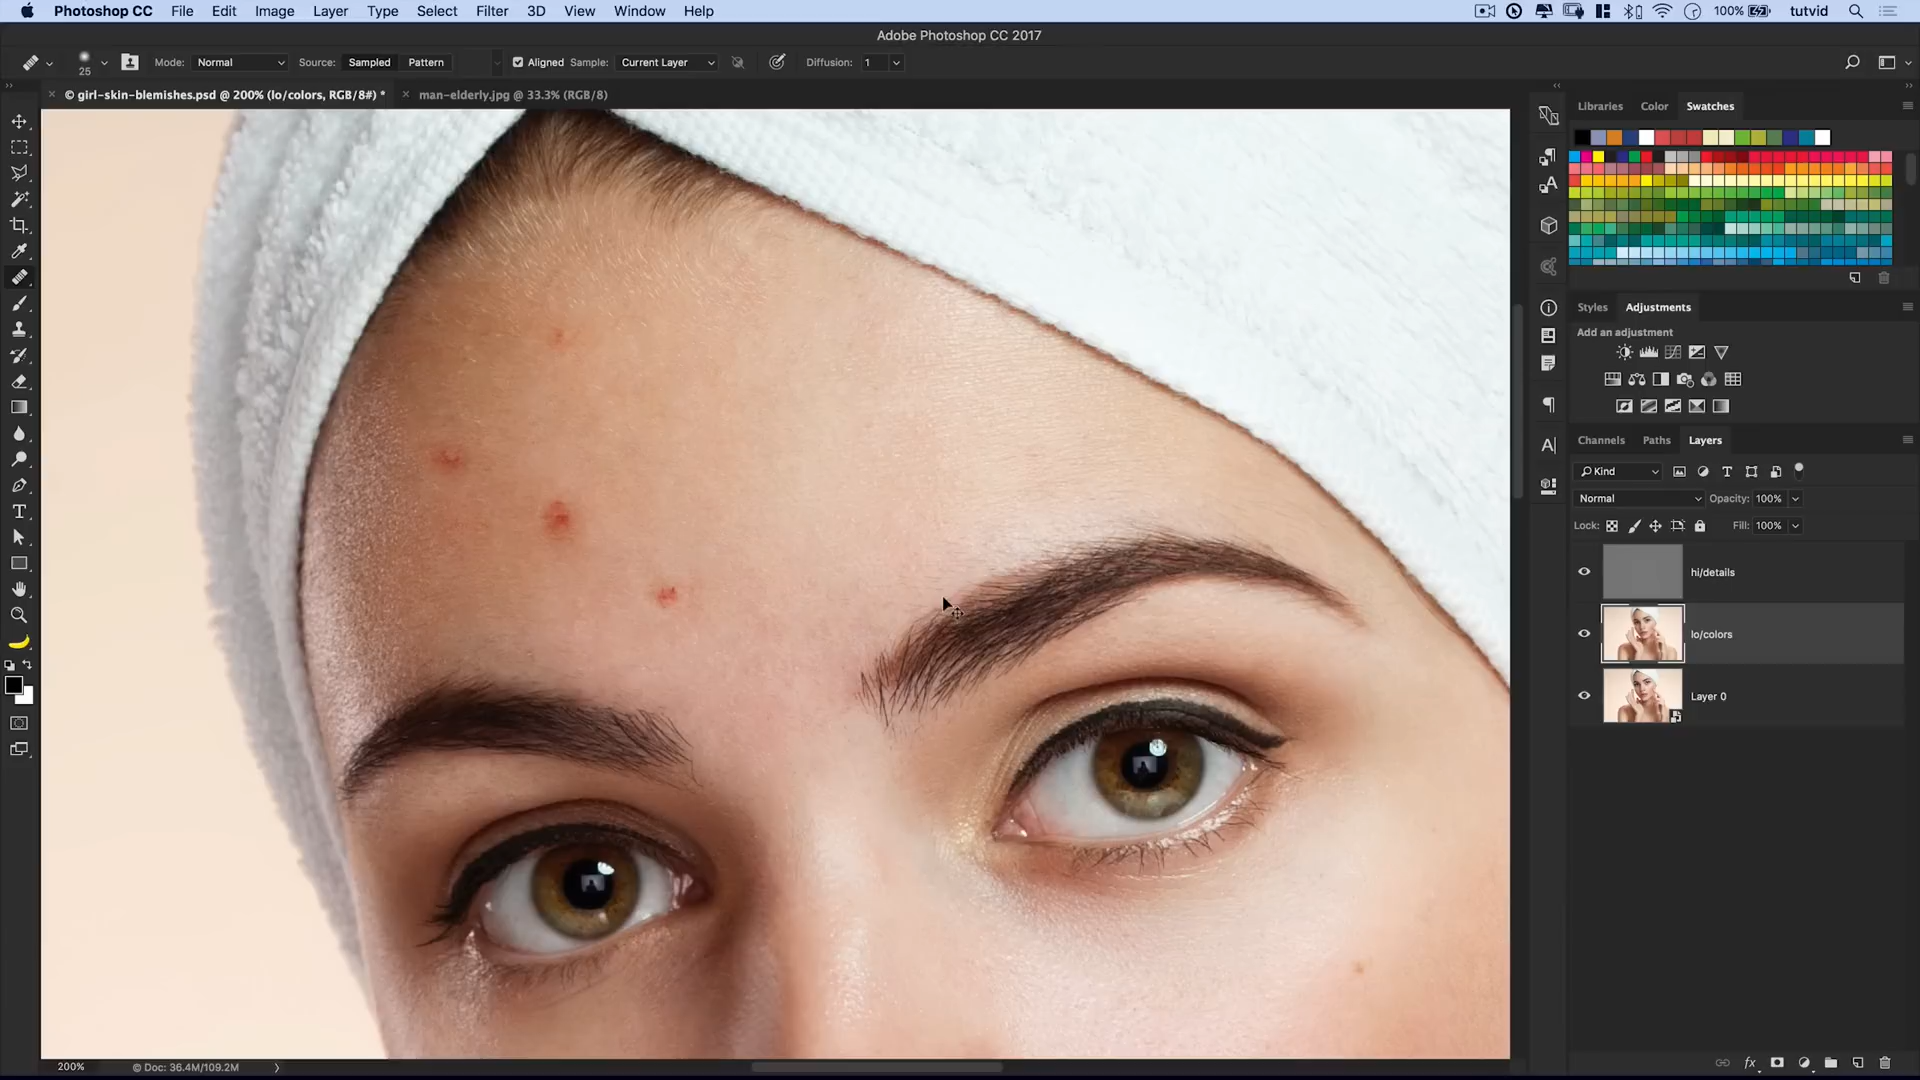 Photoshop CC File Edit Image Layer Type Select Filter 3D View Window Help 100% tutvid
Adobe Photoshop CC 2017
25 Mode: Normal Source: Sampled Pattern Aligned Sample: Current Layer Diffusion: 1
© girl-skin-blemishes.psd @ 200% (lo/colors, RGB/8#) * man-elderly.jpg @ 33.3% (RGB/8)
Libraries Color Swatches
Styles Adjustments
Add an adjustment
Channels Paths Layers
Kind
Normal Opacity: 100%
Lock: Fill: 100%
hi/details
lo/colors
Layer 0
200% © Doc: 36.4M/109.2M